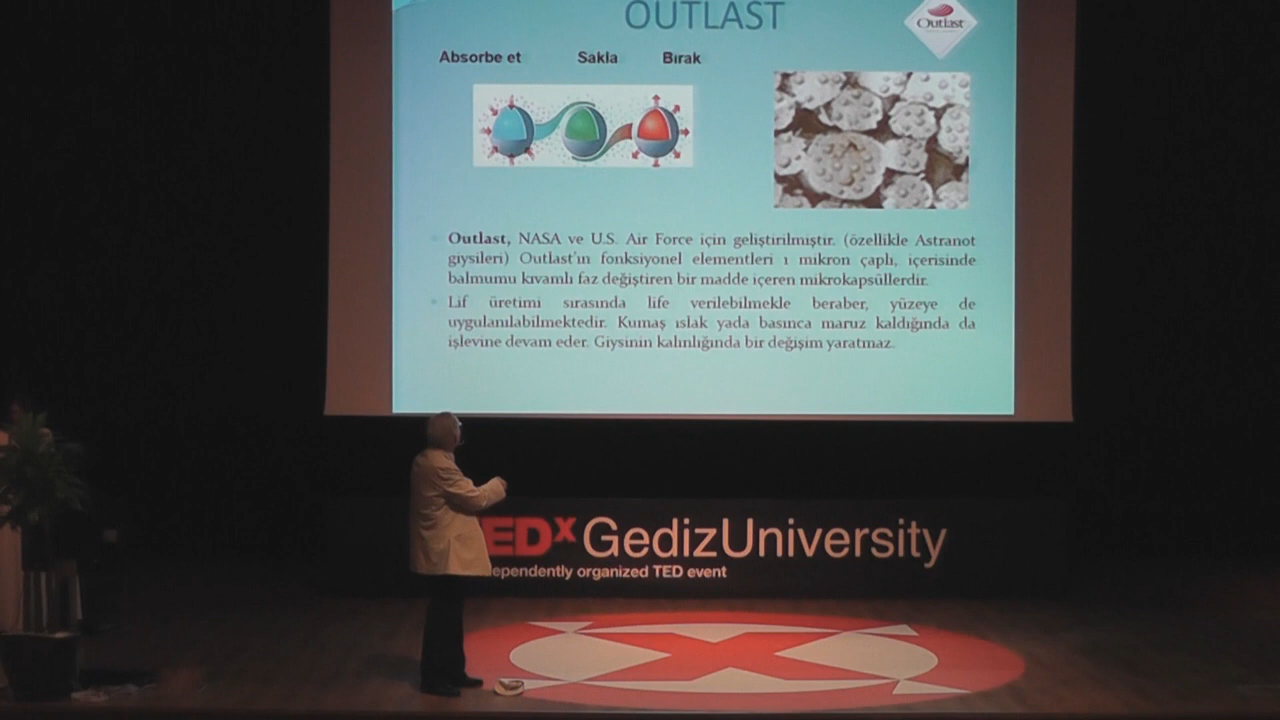 OUTLAST
Outlast
Absorbe et Sakla Bırak
Outlast, NASA ve U.S. Air Force için geliştirilmiştir. (özellikle Astranot
giysileri) Outlast'ın fonksiyonel elementleri 1 mikron çaplı, içerisinde
balmumu kıvamlı faz değiştiren bir madde içeren mikrokapsüllerdir.
Lif üretimi sırasında life verilebilmekle beraber, yüzeye de
uygulanılabilmektedir. Kumaş ıslak yada basınca maruz kaldığında da
işlevine devam eder. Giysinin kalınlığında bir değişim yaratmaz.
EDx GedizUniversity
ependently organized TED event